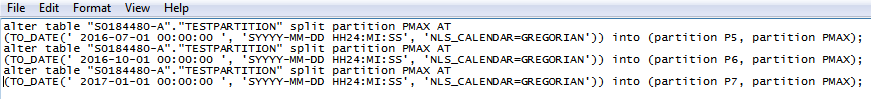 File Edit Format View Help
alter table "S0184480-A"."TESTPARTITION" split partition PMAX AT
(TO_DATE(' 2016-07-01 00:00:00 ', 'SYYYY-MM-DD HH24:MI:SS', 'NLS_CALENDAR=GREGORIAN')) into (partition P5, partition PMAX);
alter table "S0184480-A"."TESTPARTITION" split partition PMAX AT
(TO_DATE(' 2016-10-01 00:00:00 ', 'SYYYY-MM-DD HH24:MI:SS', 'NLS_CALENDAR=GREGORIAN')) into (partition P6, partition PMAX);
alter table "S0184480-A"."TESTPARTITION" split partition PMAX AT
(TO_DATE(' 2017-01-01 00:00:00 ', 'SYYYY-MM-DD HH24:MI:SS', 'NLS_CALENDAR=GREGORIAN')) into (partition P7, partition PMAX);